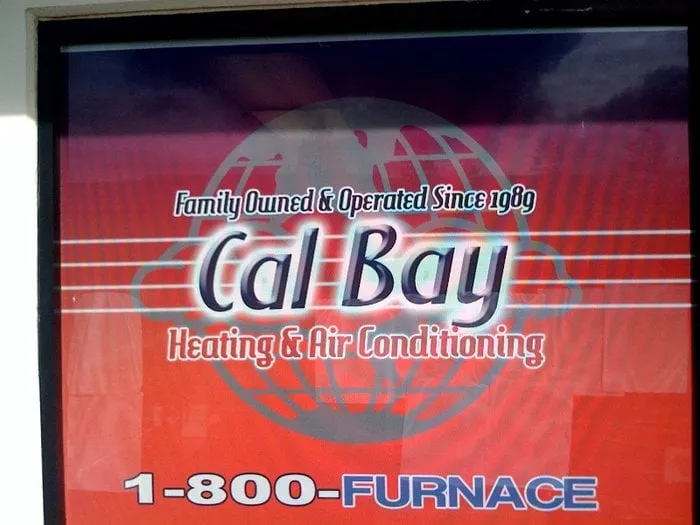 Family Owned & Operated Since 1989
Cal Bay
Heating & Air Conditioning
1-800-FURNACE